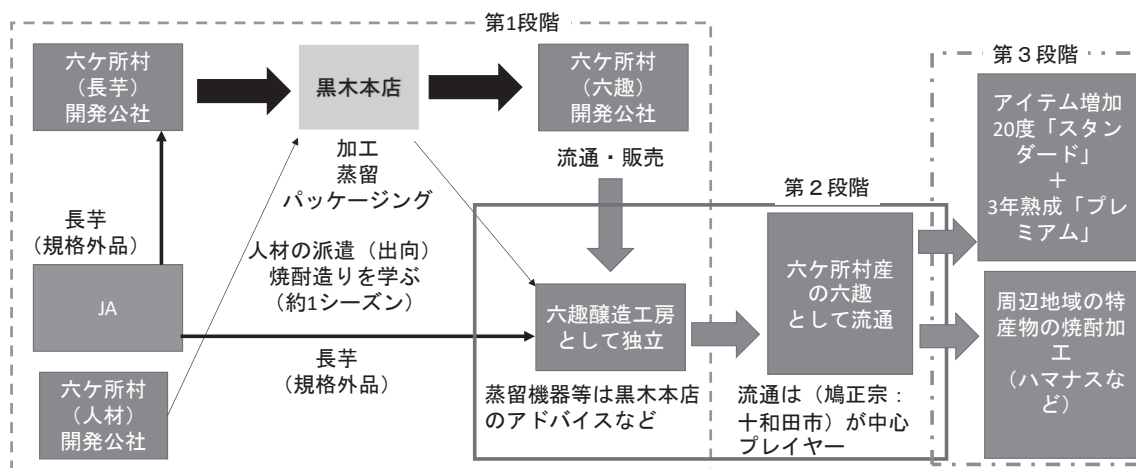 第1段階
六ケ所村
（長芋）
開発公社
黒木本店
六ケ所村
（六趣）
開発公社
加工
蒸留
パッケージング
流通・販売
長芋
（規格外品）
人材の派遣（出向）
焼酎造りを学ぶ
（約1シーズン）
JA
長芋
（規格外品）
六ケ所村
（人材）
開発公社
第２段階
六趣醸造工房
として独立
蒸留機器等は黒木本店
のアドバイスなど
六ケ所村産
の六趣
として流通
流通は（鳩正宗：
十和田市）が中心
プレイヤー
第３段階
アイテム増加
20度「スタン
ダード」
＋
3年熟成「プレ
ミアム」
周辺地域の特
産物の焼酎加
工
（ハマナスな
ど）